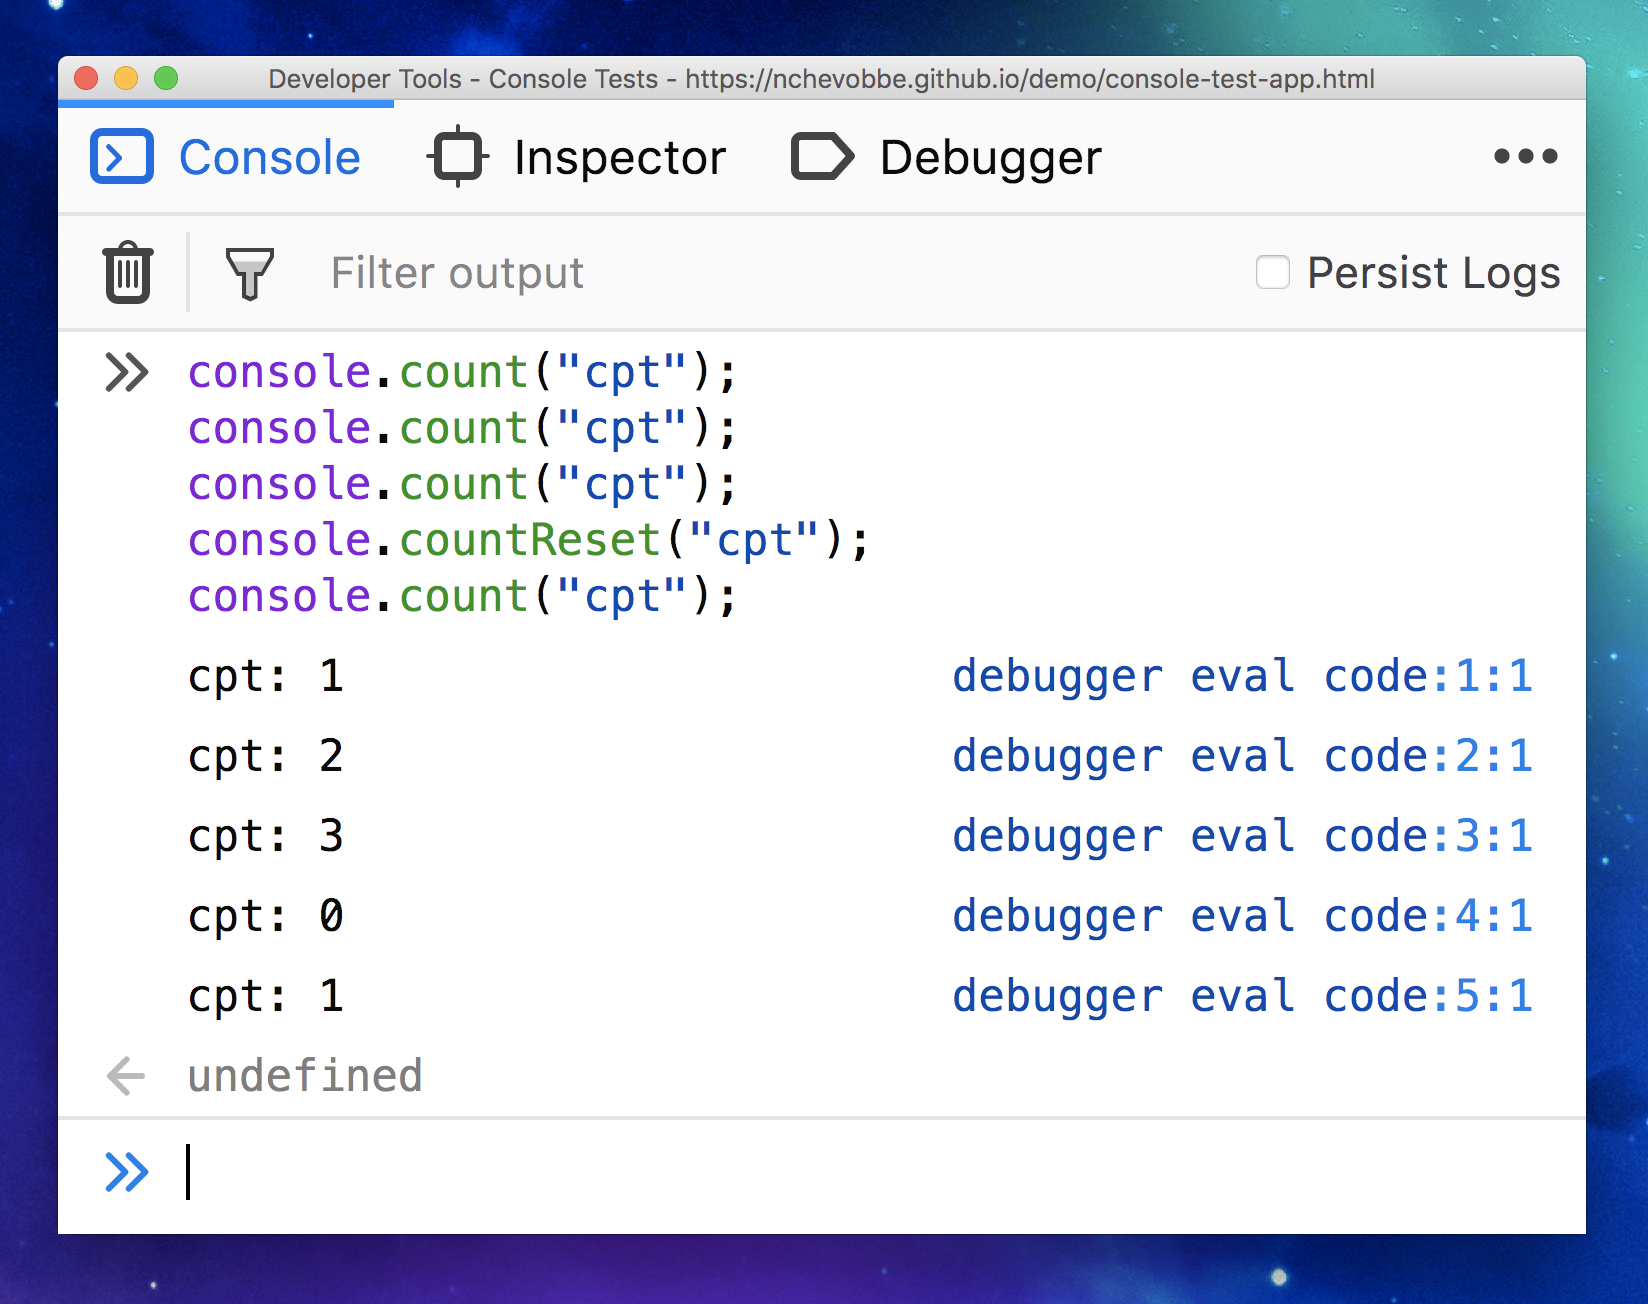 Developer Tools - Console Tests - https://nchevobbe.github.io/demo/console-test-app.html
Console Inspector Debugger
Filter output Persist Logs
console.count("cpt");
console.count("cpt");
console.count("cpt");
console.countReset("cpt");
console.count("cpt");
cpt: 1 debugger eval code:1:1
cpt: 2 debugger eval code:2:1
cpt: 3 debugger eval code:3:1
cpt: 0 debugger eval code:4:1
cpt: 1 debugger eval code:5:1
undefined